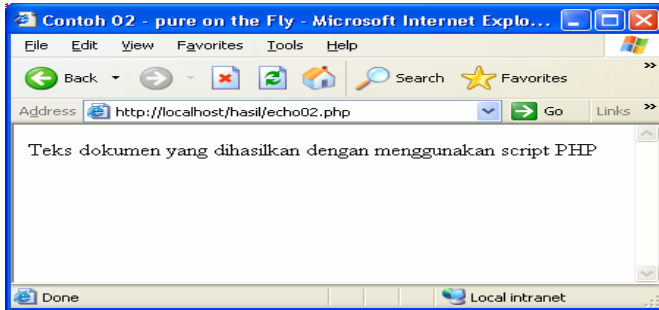 Contoh 02 - pure on the Fly - Microsoft Internet Explo...
File Edit View Favorites Tools Help
Back Search Favorites »
Address http://localhost/hasil/echo02.php Go Links »
Teks dokumen yang dihasilkan dengan menggunakan script PHP
Done Local intranet